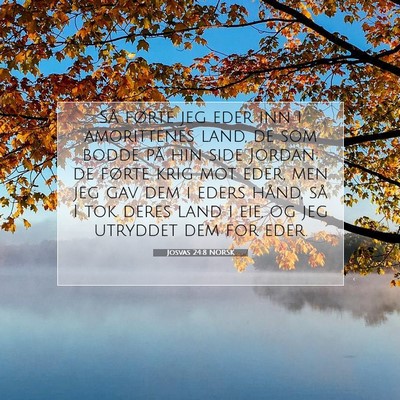 SÅ FØRTE JEG EDER INN I
AMORITTENES LAND, DE SOM
BODDE PÅ HIN SIDE JORDAN;
DE FØRTE KRIG MOT EDER, MEN
JEG GAV DEM I EDERS HÅND, SÅ
I TOK DERES LAND I EIE, OG JEG
UTRYDDET DEM FOR EDER.
JOSVAS 24:8 NORSK